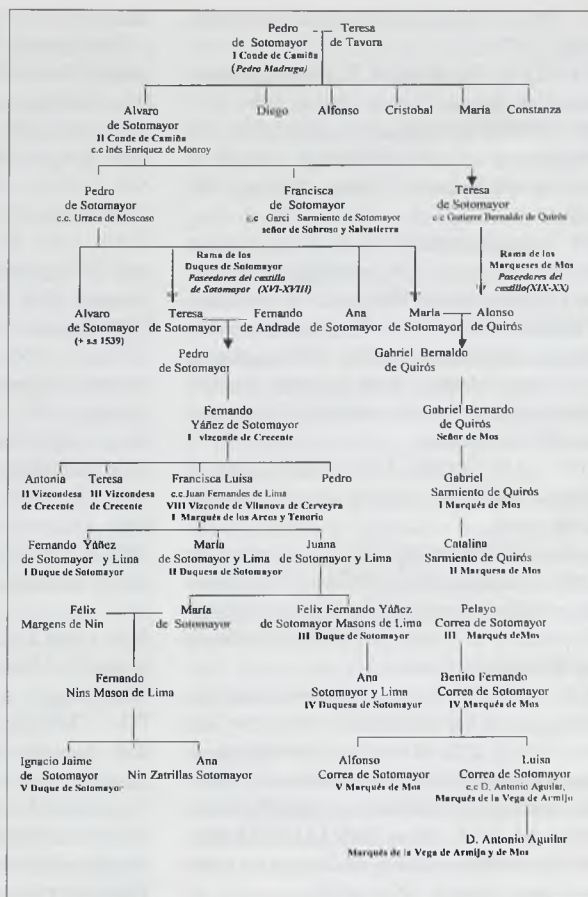 Pedro Teresa
de Sotomayor de Tavora
I Conde de Camiña
(Pedro Madruga)
Alvaro Diego Alfonso Cristobal Maria Constanza
de Sotomayor
II Conde de Camiña
c.c Inés Enriquez de Monroy
Pedro Francisca Teresa
de Sotomayor de Sotomayor de Sotomayor
c.c. Urraca de Moscoso c.c Garci Sarmiento de Sotomayor c.c Gutierre Bernaldo de Quirós
señor de Sobroso y Salvatierra
Rama de los Rama de los
Duques de Sotomayor Marqueses de Mos
Paseedores del castillo Paseedores del
de Sotomayor (XVI-XVIII) castillo(XIX-XX)
Alvaro Teresa Fernando Ana Maria Alonso
de Sotomayor de Sotomayor de Andrade de Sotomayor de Sotomayor de Quirós
(+ s.s 1539)
Pedro Gabriel Bernaldo
de Sotomayor de Quirós
Fernando Gabriel Bernardo
Yáñez de Sotomayor de Quirós
I vizconde de Crecente Señor de Mos
Antonia Teresa Francisca Luisa Pedro Gabriel
II Vizcondesa III Vizcondesa c.c.Juan Fernandes de Lima Sarmiento de Quirós
de Crecente de Crecente VIII Vizconde de Vilanova de Cerveyra I Marqués de Mos
I Marqués de los Arcos y Tenorio
Fernando Yáñez María Juana Catalina
de Sotomayor y Lima de Sotomayor y Lima de Sotomayor y Lima Sarmiento de Quirós
I Duque de Sotomayor II Duquesa de Sotomayor II Marquesa de Mos
Félix María Felix Fernando Yáñez Pelayo
Margens de Nin de Sotomayor de Sotomayor Masons de Lima Correa de Sotomayor
III Duque de Sotomayor III Marqués deMos
Fernando Ana Benito Fernando
Nins Mason de Lima Sotomayor y Lima Correa de Sotomayor
IV Duquesa de Sotomayor IV Marqués de Mos
Ignacio Jaime Ana Alfonso Luisa
de Sotomayor Nin Zatrillas Sotomayor Correa de Sotomayor Correa de Sotomayor
V Duque de Sotomayor V Marqués de Mos c.c D. Antonio Aguilar,
Marqués de la Vega de Armijo
D. Antonio Aguilar
Marqués de la Vega de Armijo y de Mos